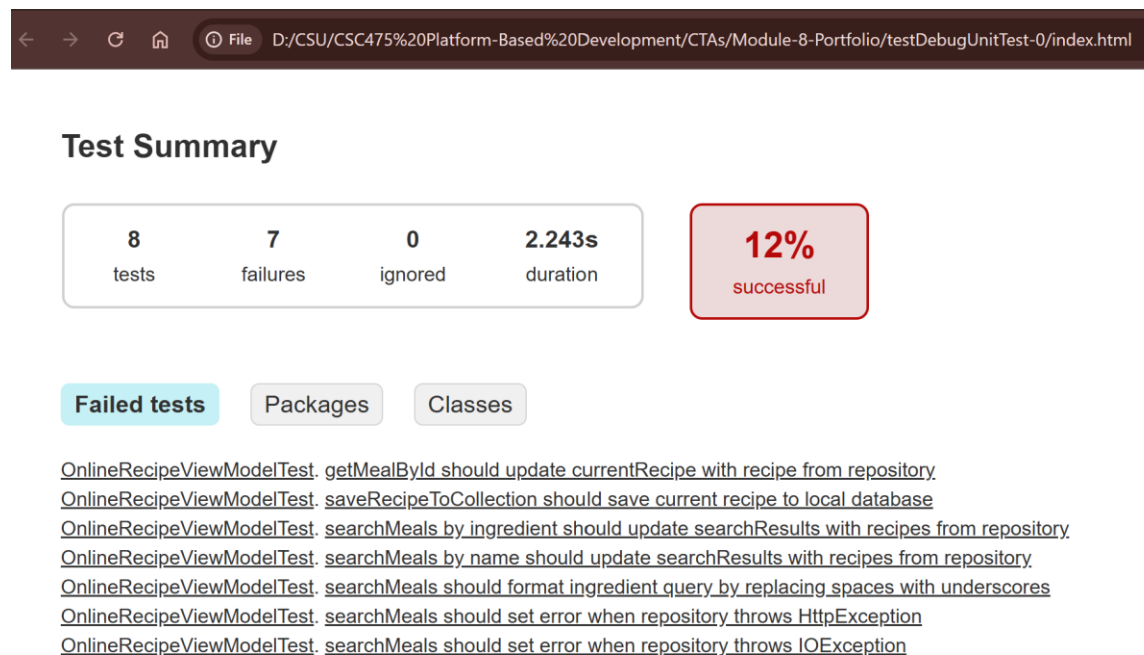 File D:/CSU/CSC475%20Platform-Based%20Development/CTAs/Module-8-Portfolio/testDebugUnitTest-0/index.html
Test Summary
8 7 0 2.243s
tests failures ignored duration
12%
successful
Failed tests Packages Classes
OnlineRecipeViewModelTest. getMealById should update currentRecipe with recipe from repository
OnlineRecipeViewModelTest. saveRecipeToCollection should save current recipe to local database
OnlineRecipeViewModelTest. searchMeals by ingredient should update searchResults with recipes from repository
OnlineRecipeViewModelTest. searchMeals by name should update searchResults with recipes from repository
OnlineRecipeViewModelTest. searchMeals should format ingredient query by replacing spaces with underscores
OnlineRecipeViewModelTest. searchMeals should set error when repository throws HttpException
OnlineRecipeViewModelTest. searchMeals should set error when repository throws IOException